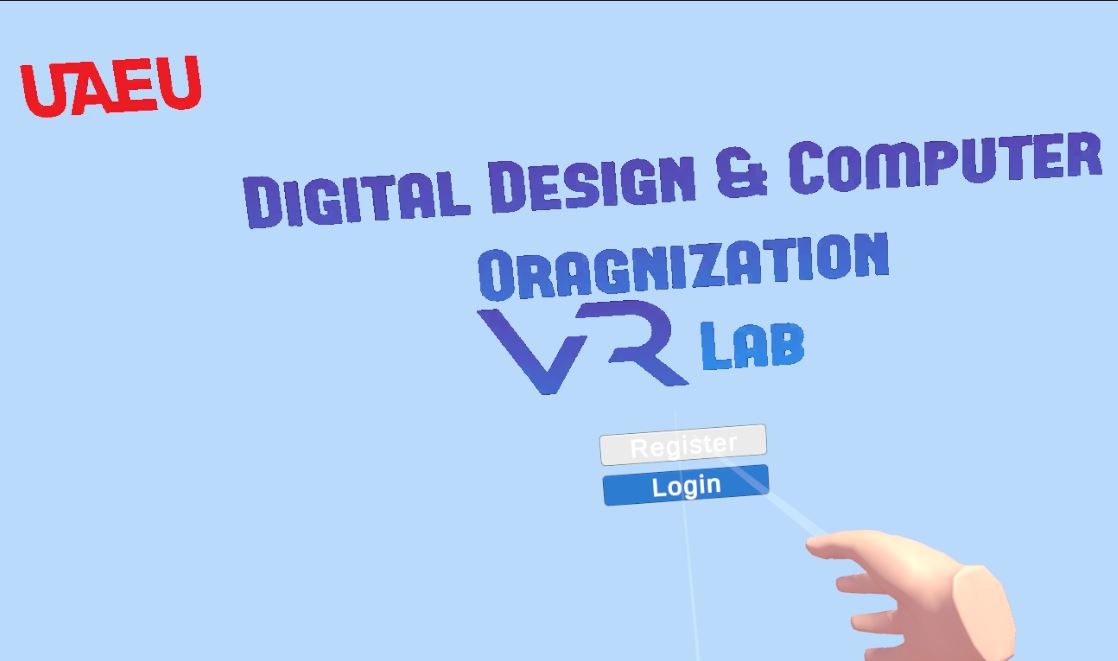 UAEU
Digital Design & Computer
Oragnization
VR Lab
Register
Login